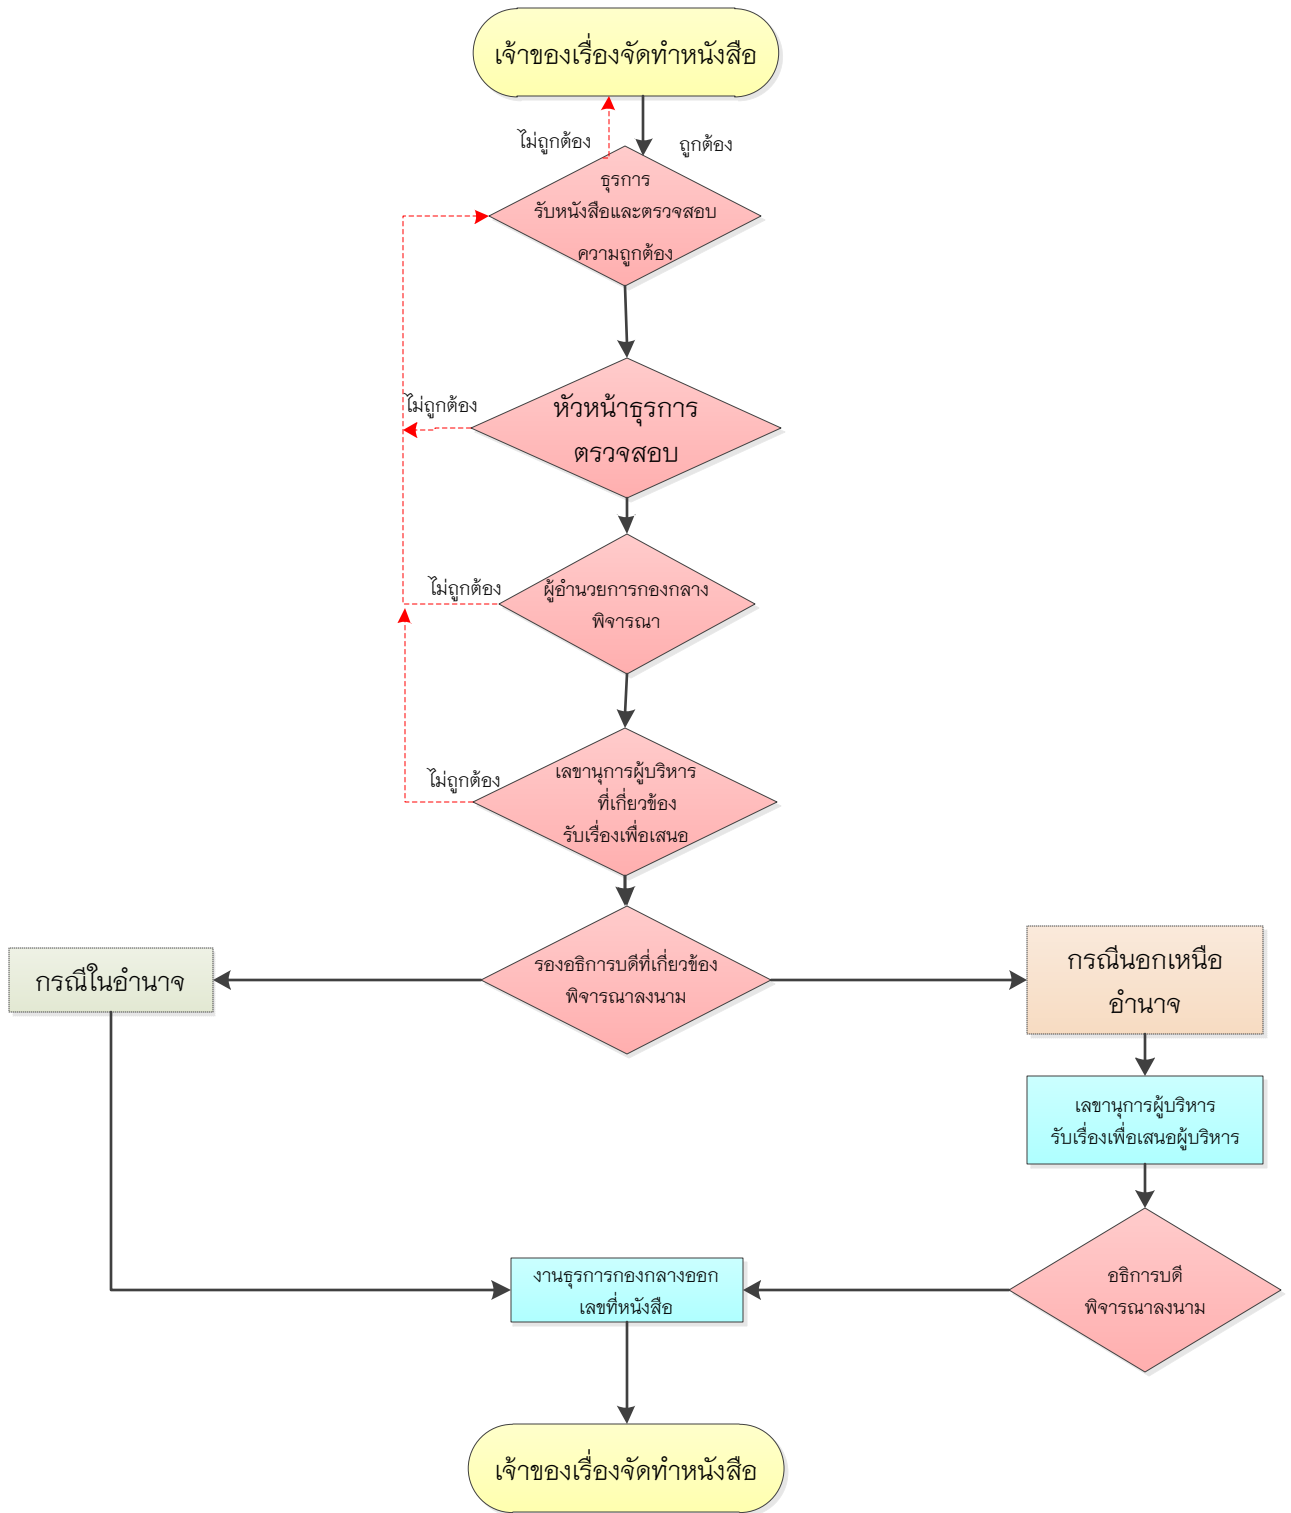 เจ้าของเรื่องจัดทำหนังสือ
ไม่ถูกต้อง
ถูกต้อง
ธุรการ
รับหนังสือและตรวจสอบ
ความถูกต้อง
ไม่ถูกต้อง
หัวหน้าธุรการ
ตรวจสอบ
ไม่ถูกต้อง
ผู้อำนวยการกองกลาง
พิจารณา
ไม่ถูกต้อง
เลขานุการผู้บริหาร
ที่เกี่ยวข้อง
รับเรื่องเพื่อเสนอ
กรณีในอำนาจ
รองอธิการบดีที่เกี่ยวข้อง
พิจารณาลงนาม
กรณีนอกเหนือ
อำนาจ
เลขานุการผู้บริหาร
รับเรื่องเพื่อเสนอผู้บริหาร
งานธุรการกองกลางออก
เลขที่หนังสือ
อธิการบดี
พิจารณาลงนาม
เจ้าของเรื่องจัดทำหนังสือ